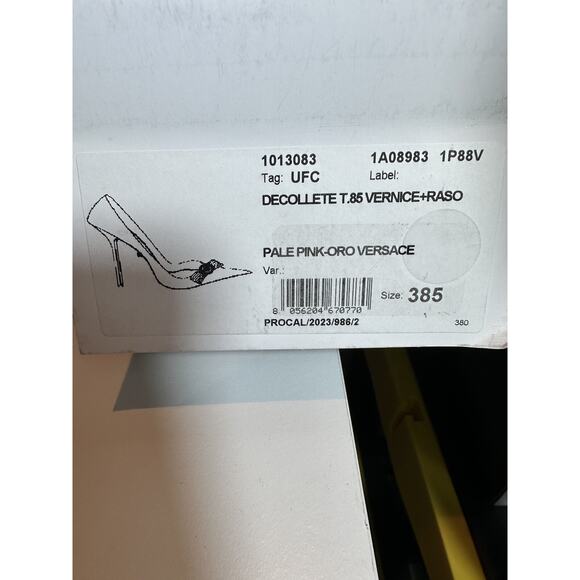 1013083 1A08983 1P88V
Tag: UFC Label:
DECOLLETE T.85 VERNICE+RASO
PALE PINK-ORO VERSACE
Var.:
Size: 385
8 056204 670770
PROCAL/2023/986/2 380